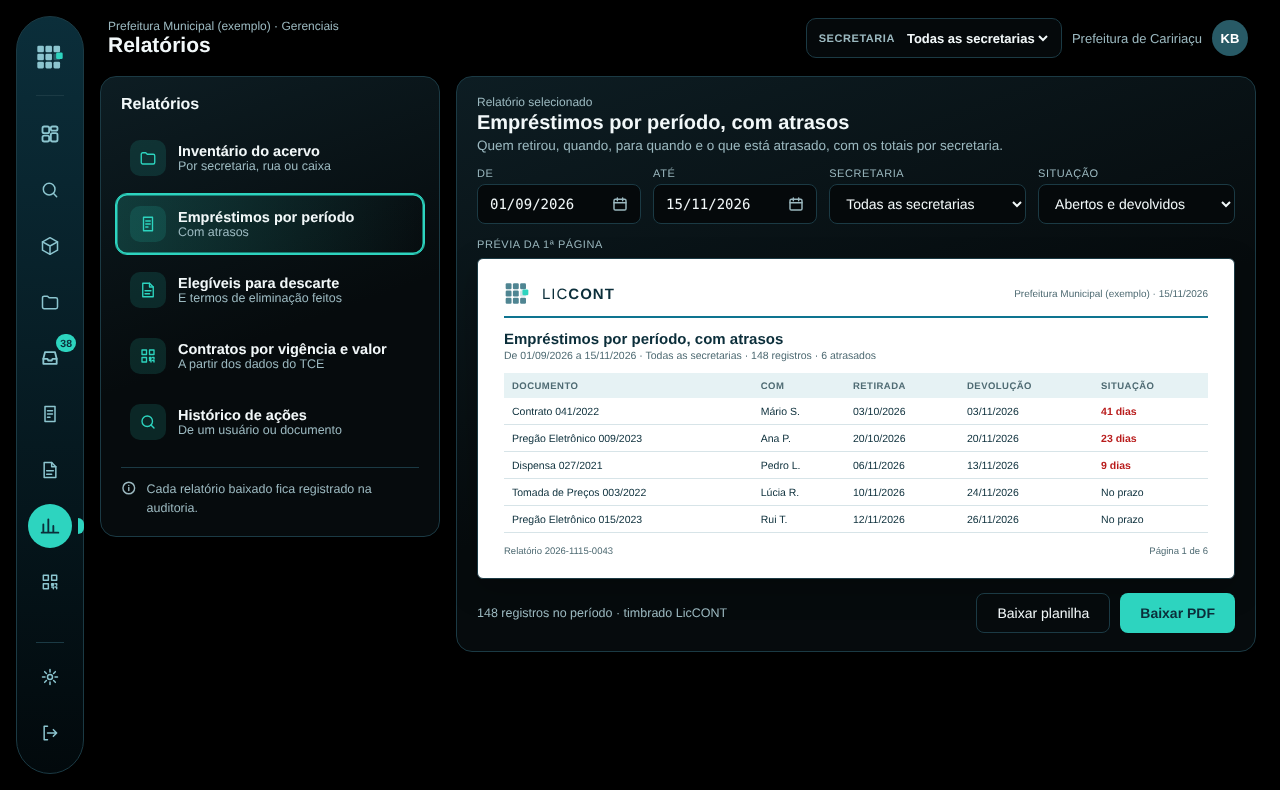 Prefeitura Municipal (exemplo) · Gerenciais
Relatórios
SECRETARIA Todas as secretarias
Prefeitura de Caririaçu
KB
38
Relatórios
Inventário do acervo
Por secretaria, rua ou caixa
Empréstimos por período
Com atrasos
Elegíveis para descarte
E termos de eliminação feitos
Contratos por vigência e valor
A partir dos dados do TCE
Histórico de ações
De um usuário ou documento
Cada relatório baixado fica registrado na
auditoria.
Relatório selecionado
Empréstimos por período, com atrasos
Quem retirou, quando, para quando e o que está atrasado, com os totais por secretaria.
DE ATÉ SECRETARIA SITUAÇÃO
01/09/2026 15/11/2026 Todas as secretarias Abertos e devolvidos
PRÉVIA DA 1ª PÁGINA
LICCONT
Prefeitura Municipal (exemplo) · 15/11/2026
Empréstimos por período, com atrasos
De 01/09/2026 a 15/11/2026 · Todas as secretarias · 148 registros · 6 atrasados
DOCUMENTO COM RETIRADA DEVOLUÇÃO SITUAÇÃO
Contrato 041/2022 Mário S. 03/10/2026 03/11/2026 41 dias
Pregão Eletrônico 009/2023 Ana P. 20/10/2026 20/11/2026 23 dias
Dispensa 027/2021 Pedro L. 06/11/2026 13/11/2026 9 dias
Tomada de Preços 003/2022 Lúcia R. 10/11/2026 24/11/2026 No prazo
Pregão Eletrônico 015/2023 Rui T. 12/11/2026 26/11/2026 No prazo
Relatório 2026-1115-0043 Página 1 de 6
148 registros no período · timbrado LicCONT
Baixar planilha
Baixar PDF